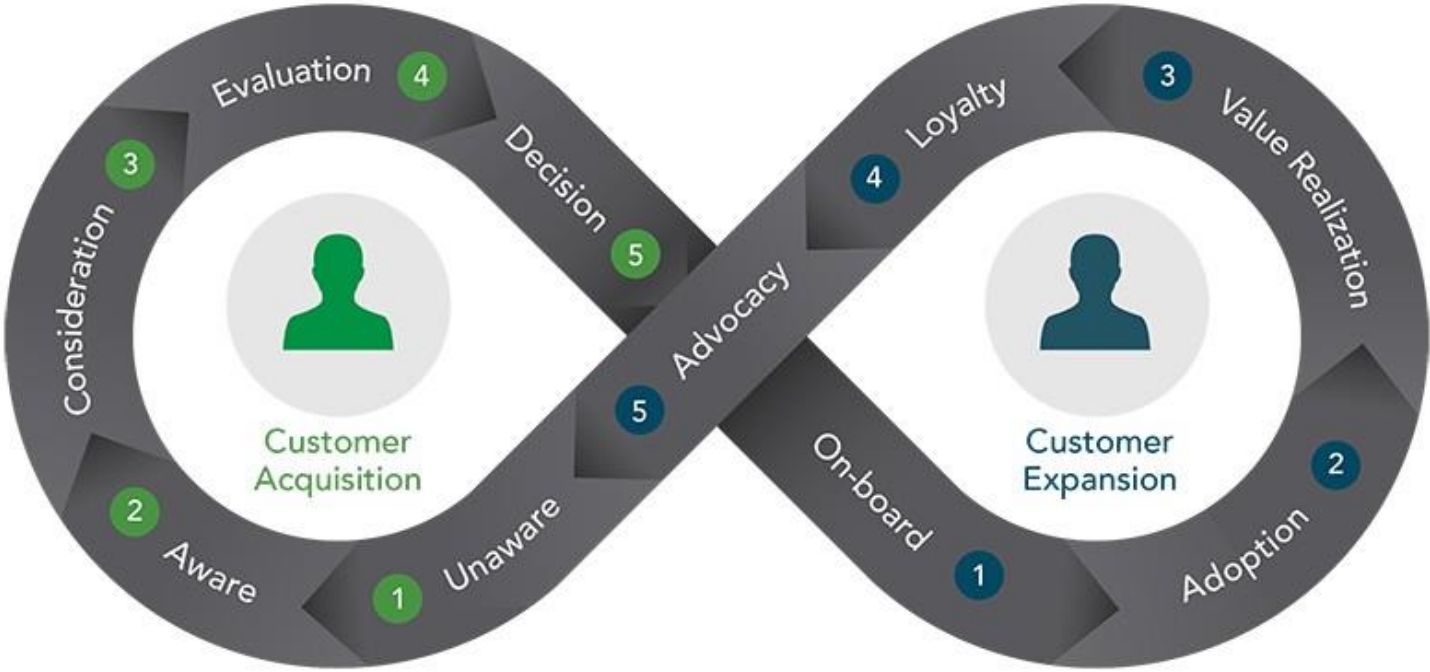 1 Unaware
2 Aware
3 Consideration
4 Evaluation
5 Decision
Customer
Acquisition
1 On-board
2 Adoption
3 Value Realization
4 Loyalty
5 Advocacy
Customer
Expansion